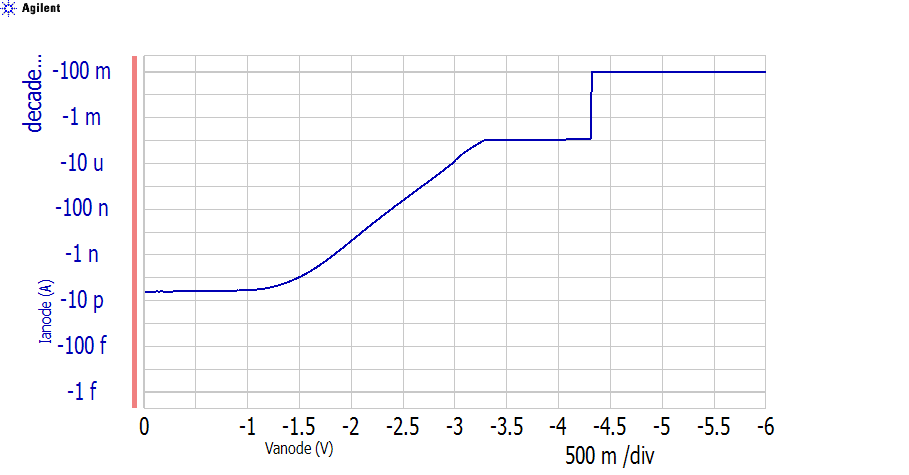 Agilent
decade...
-100 m
-1 m
-10 u
-100 n
-1 n
-10 p
-100 f
-1 f
Ianode (A)
0 -1 -1.5 -2 -2.5 -3 -3.5 -4 -4.5 -5 -5.5 -6
Vanode (V)
500 m /div